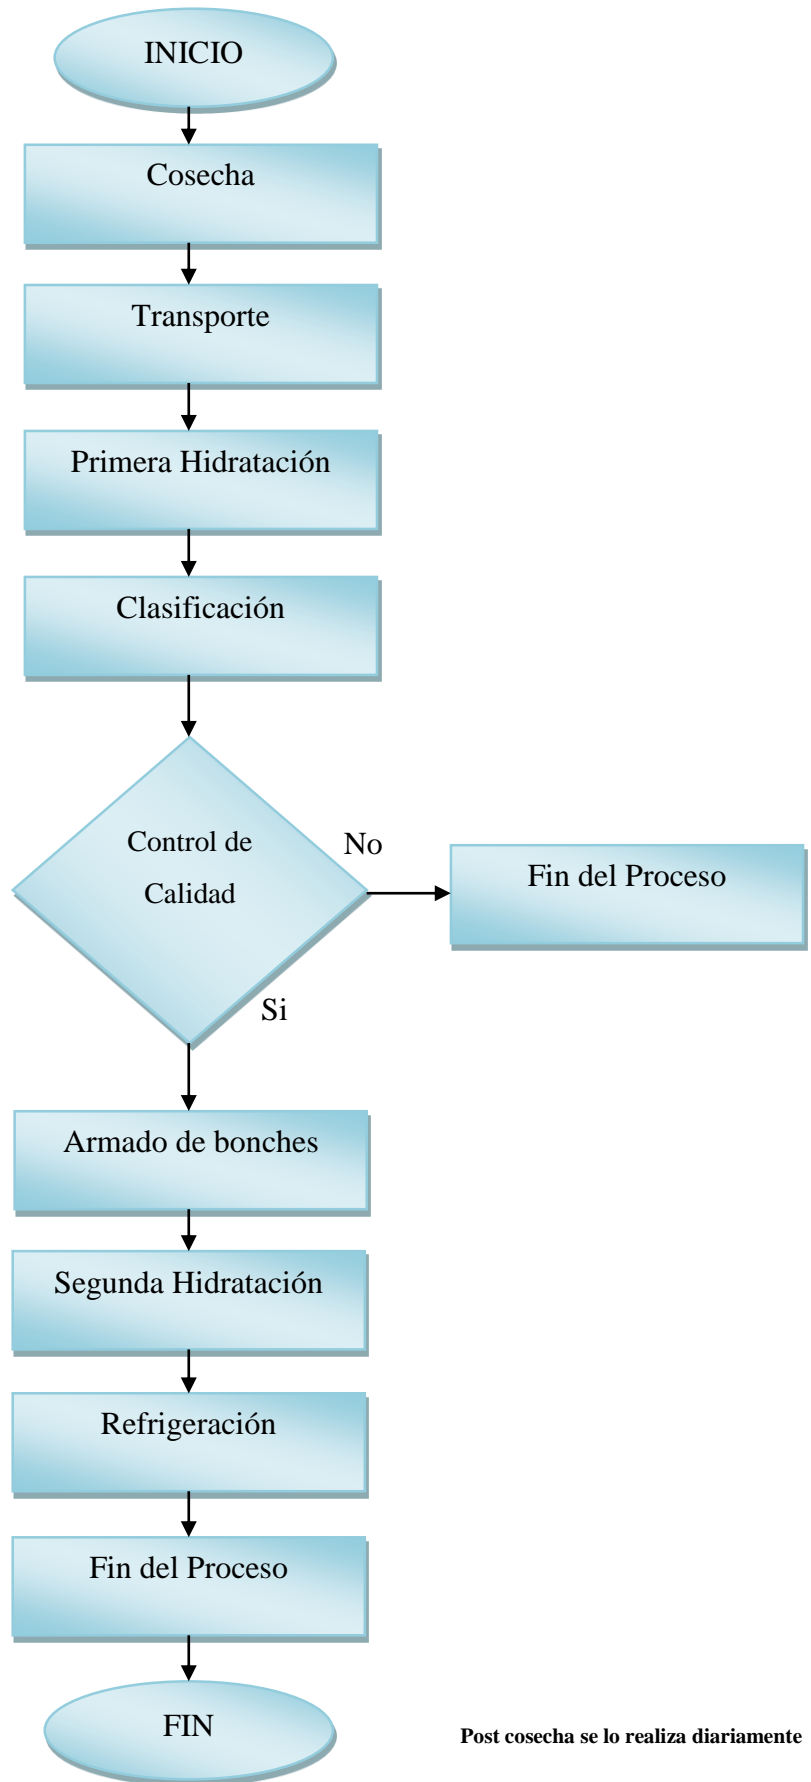 INICIO
Cosecha
Transporte
Primera Hidratación
Clasificación
Control de
Calidad
No
Fin del Proceso
Si
Armado de bonches
Segunda Hidratación
Refrigeración
Fin del Proceso
FIN
Post cosecha se lo realiza diariamente